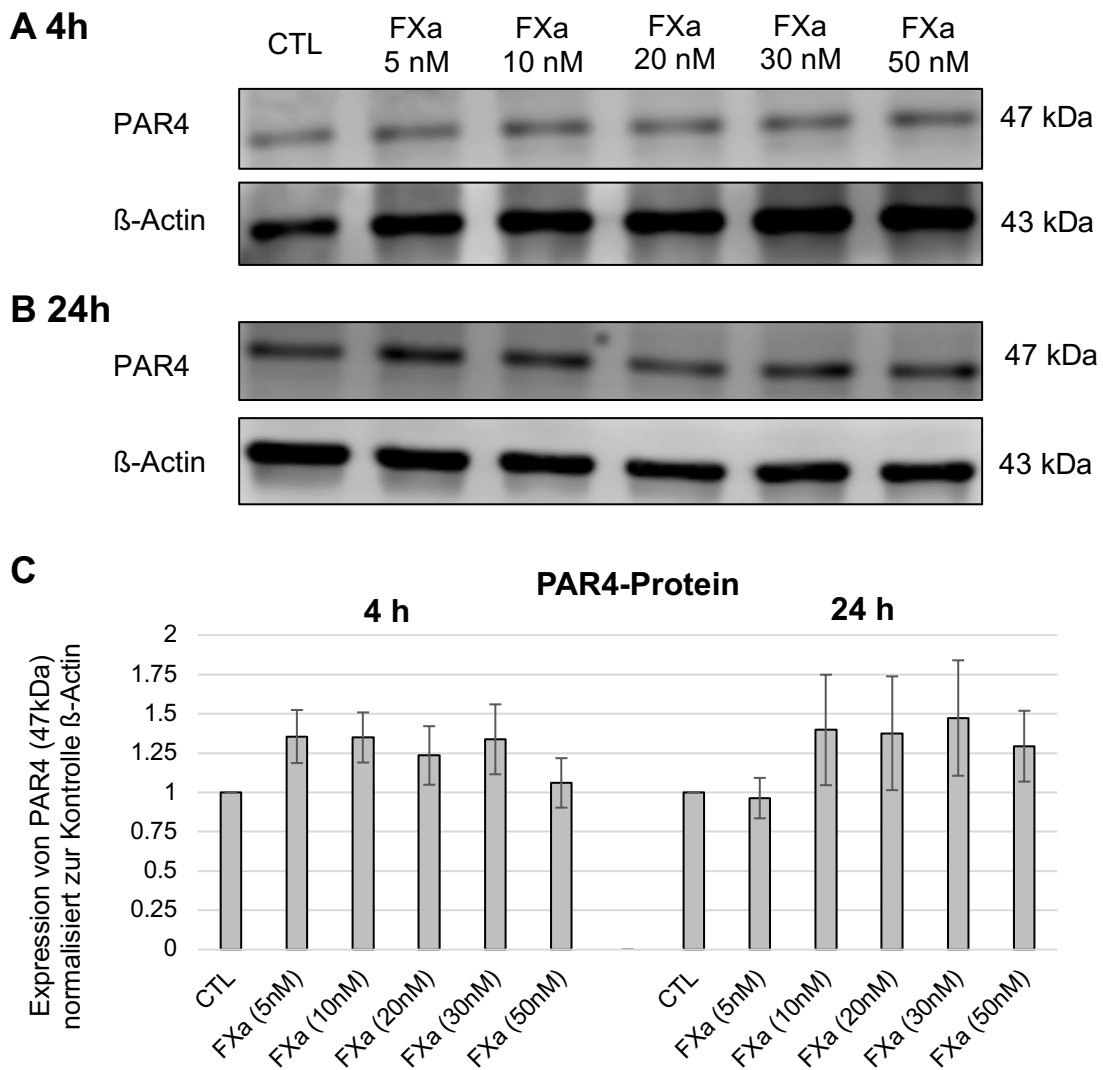 A 4h
CTL FXa FXa FXa FXa FXa
5 nM 10 nM 20 nM 30 nM 50 nM
PAR4 47 kDa
ß-Actin 43 kDa
B 24h
PAR4 47 kDa
ß-Actin 43 kDa
C
PAR4-Protein
4 h 24 h
Expression von PAR4 (47kDa)
normalisiert zur Kontrolle ß-Actin
2
1.75
1.5
1.25
1
0.75
0.5
0.25
0
CTL FXa (5nM) FXa (10nM) FXa (20nM) FXa (30nM) FXa (50nM) CTL FXa (5nM) FXa (10nM) FXa (20nM) FXa (30nM) FXa (50nM)